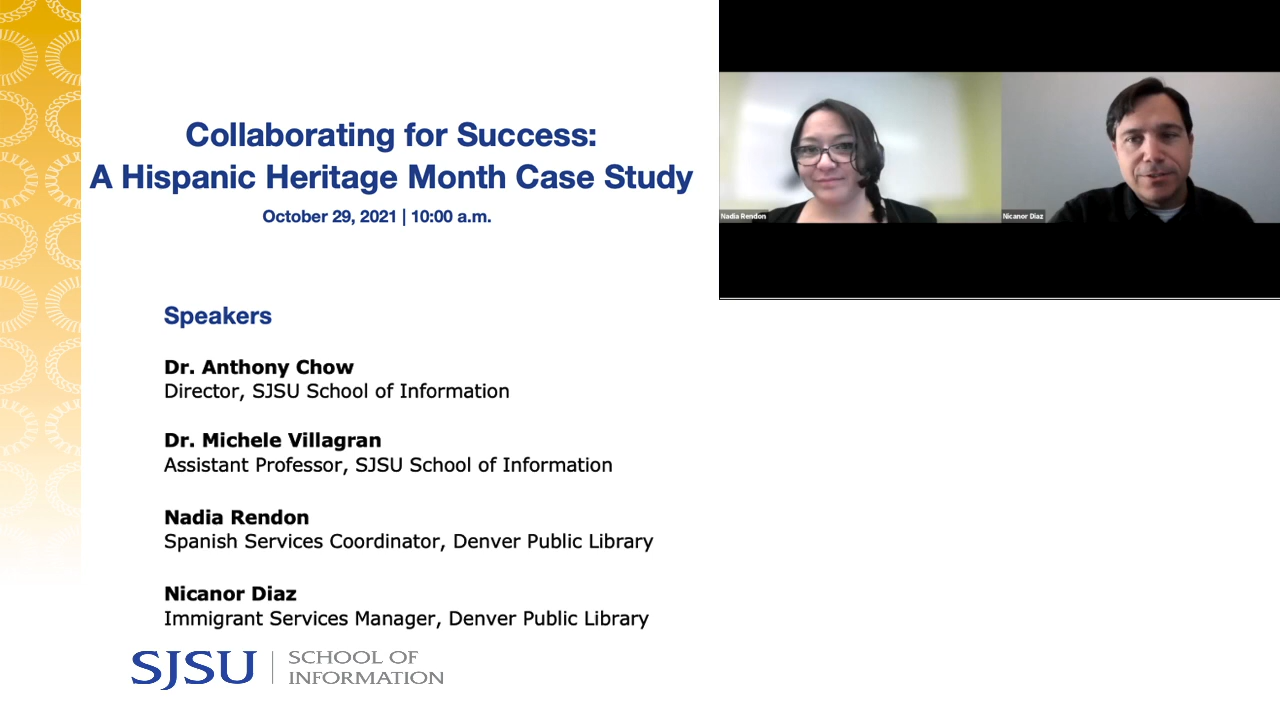 Collaborating for Success:
A Hispanic Heritage Month Case Study
October 29, 2021 | 10:00 a.m.
Speakers
Dr. Anthony Chow
Director, SJSU School of Information
Dr. Michele Villagran
Assistant Professor, SJSU School of Information
Nadia Rendon
Spanish Services Coordinator, Denver Public Library
Nicanor Diaz
Immigrant Services Manager, Denver Public Library
SJSU
SCHOOL OF
INFORMATION
Nadia Rendon
Nicanor Diaz